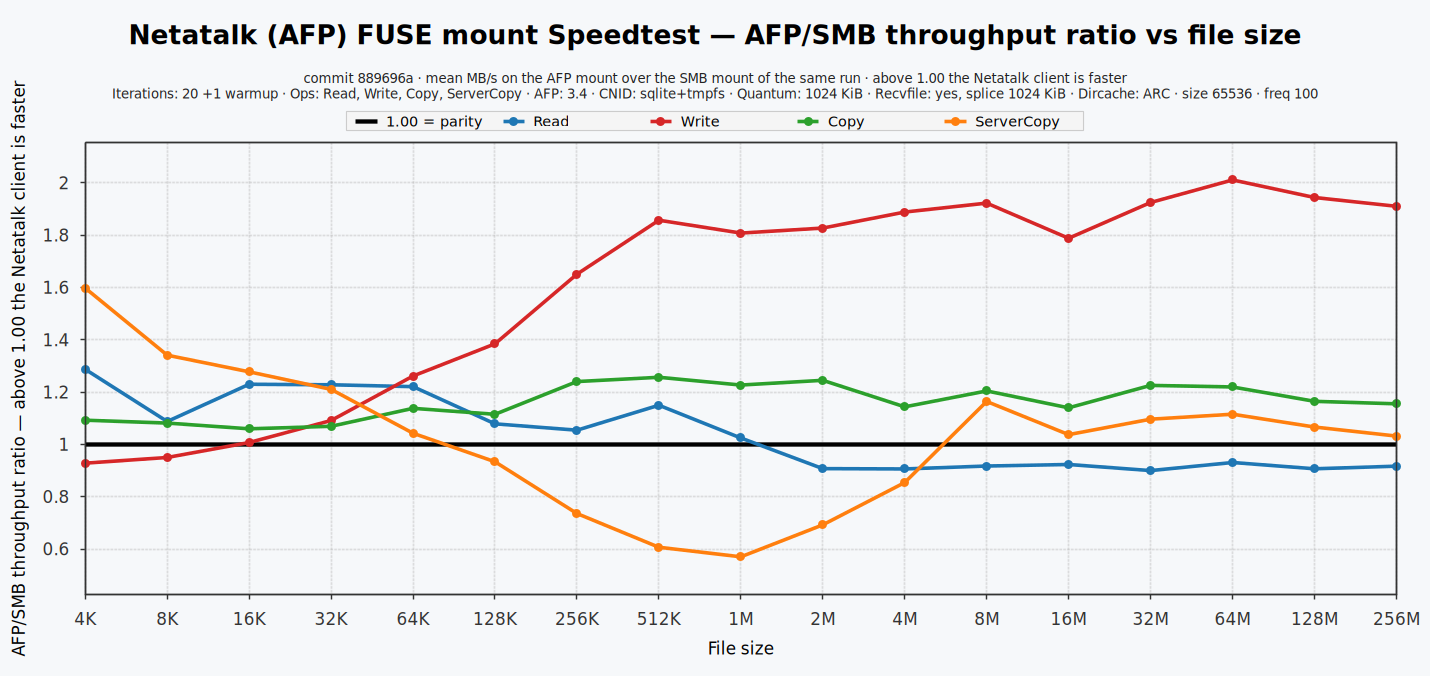 Netatalk (AFP) FUSE mount Speedtest — AFP/SMB throughput ratio vs file size
commit 889696a · mean MB/s on the AFP mount over the SMB mount of the same run · above 1.00 the Netatalk client is faster
Iterations: 20 +1 warmup · Ops: Read, Write, Copy, ServerCopy · AFP: 3.4 · CNID: sqlite+tmpfs · Quantum: 1024 KiB · Recvfile: yes, splice 1024 KiB · Dircache: ARC · size 65536 · freq 100
1.00 = parity Read Write Copy ServerCopy
AFP/SMB throughput ratio — above 1.00 the Netatalk client is faster
2
1.8
1.6
1.4
1.2
1
0.8
0.6
4K 8K 16K 32K 64K 128K 256K 512K 1M 2M 4M 8M 16M 32M 64M 128M 256M
File size